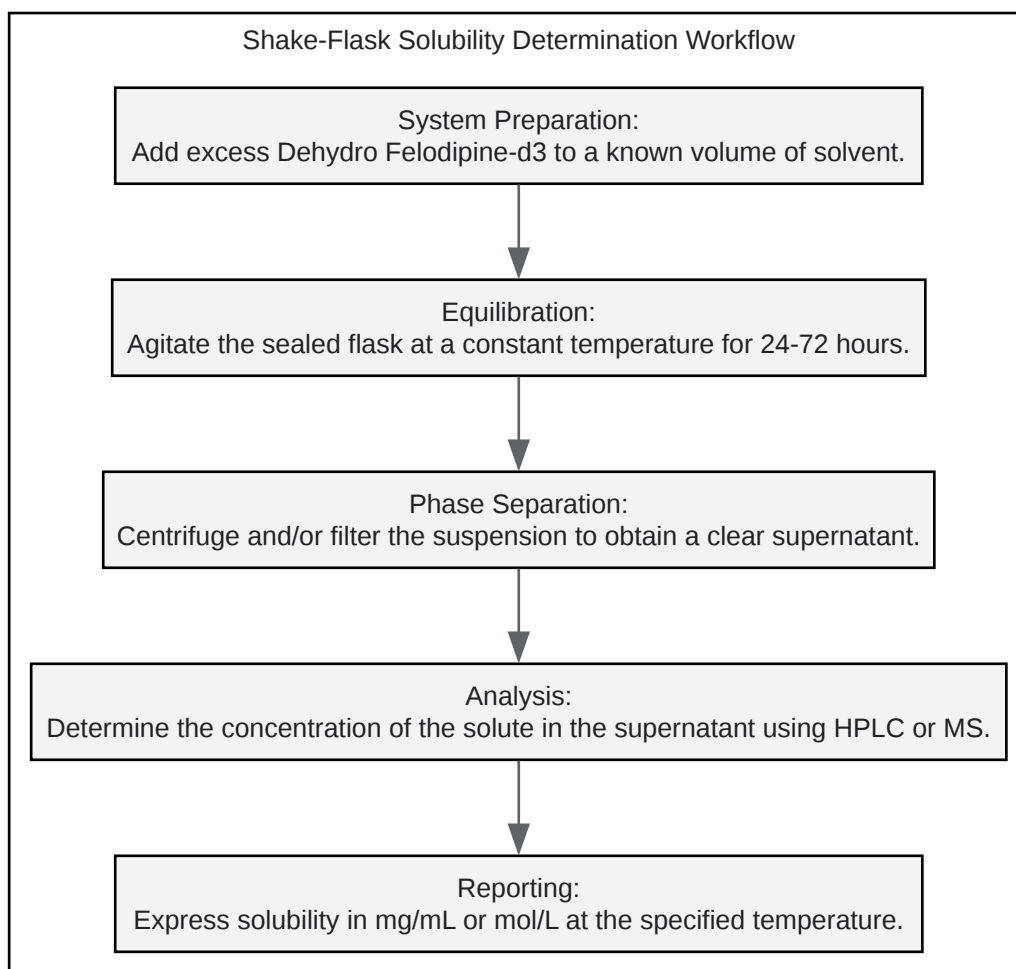 Shake-Flask Solubility Determination Workflow
System Preparation:
Add excess Dehydro Felodipine-d3 to a known volume of solvent.
Equilibration:
Agitate the sealed flask at a constant temperature for 24-72 hours.
Phase Separation:
Centrifuge and/or filter the suspension to obtain a clear supernatant.
Analysis:
Determine the concentration of the solute in the supernatant using HPLC or MS.
Reporting:
Express solubility in mg/mL or mol/L at the specified temperature.